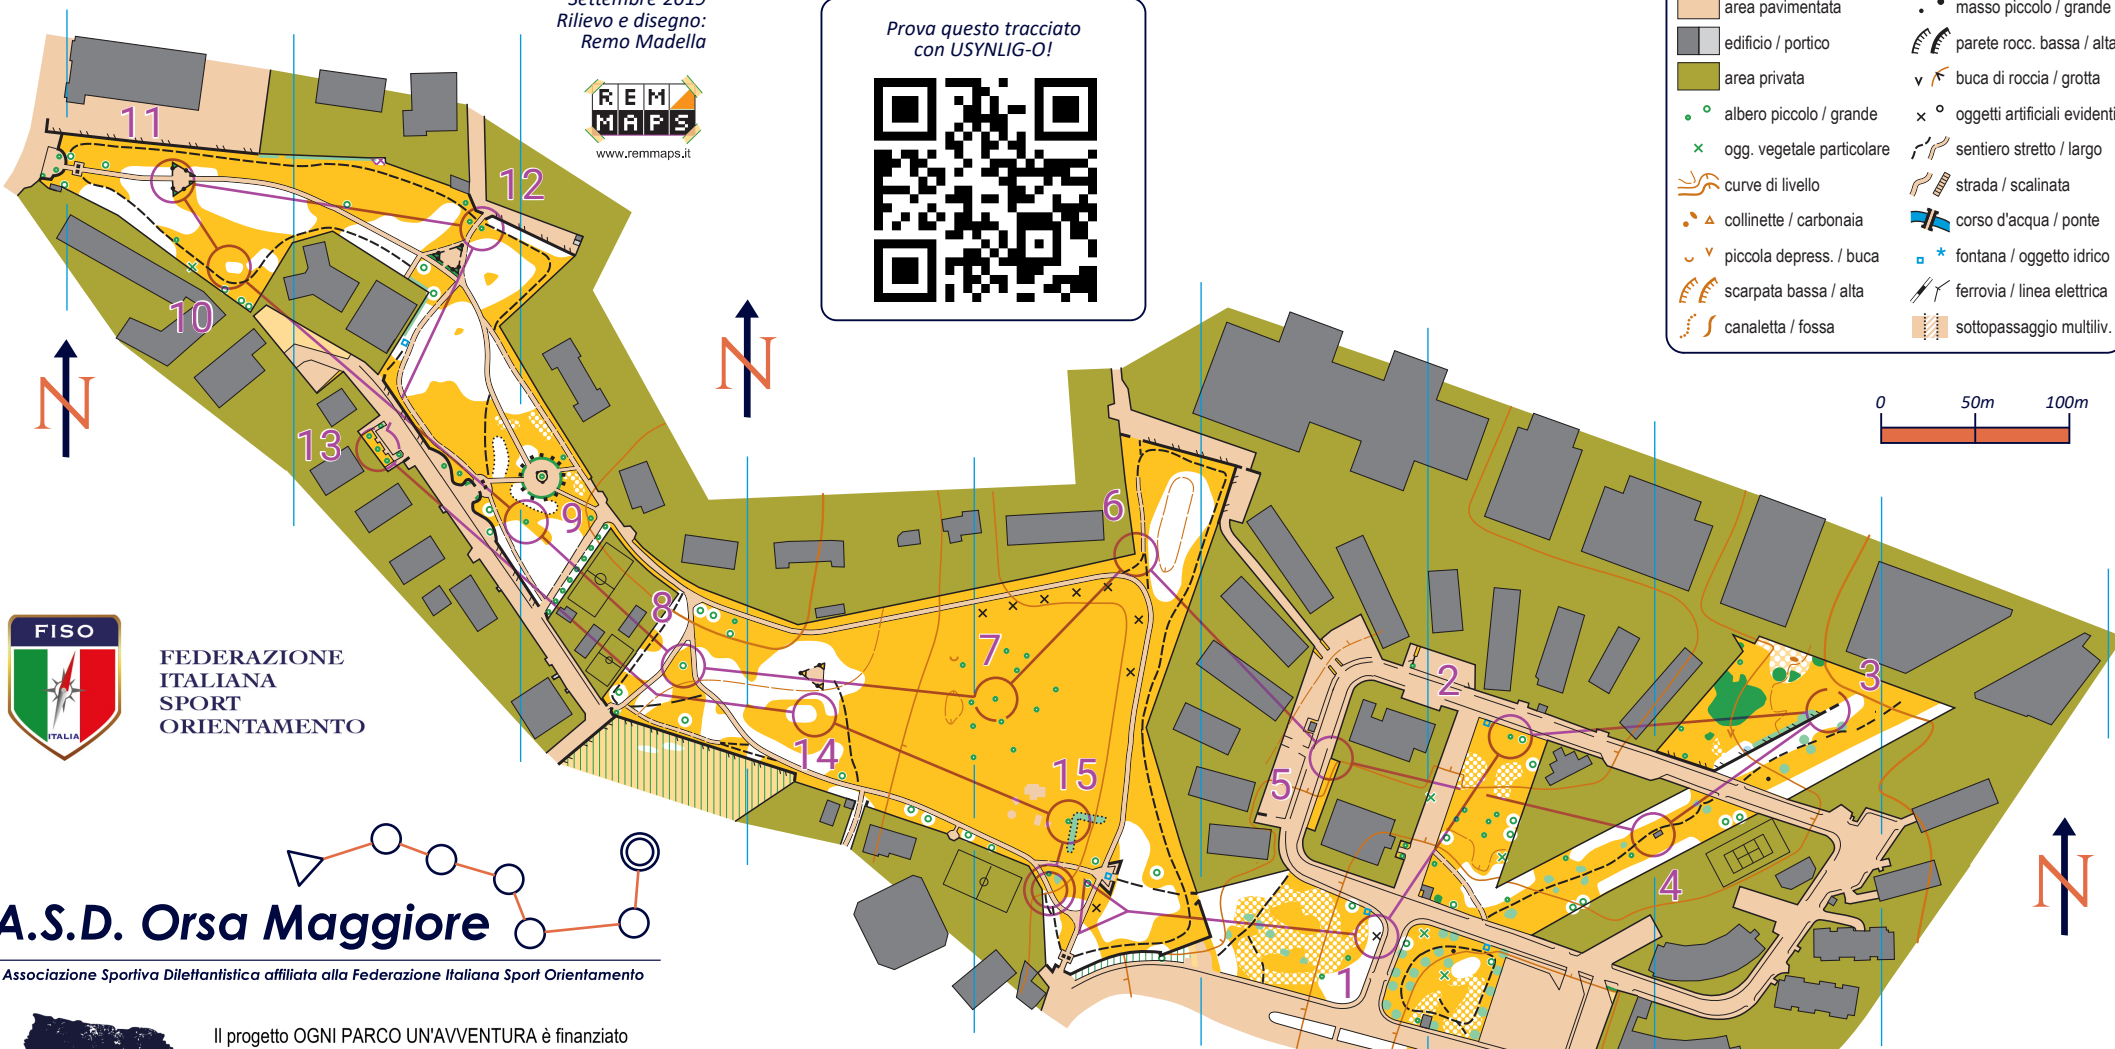 Settembre 2019
Rilievo e disegno:
Remo Madella
REM
MAPS
www.remmaps.it
Prova questo tracciato
con USYNLIG-O!
area pavimentata
edificio / portico
area privata
albero piccolo / grande
ogg. vegetale particolare
curve di livello
collinette / carbonaia
piccola depress. / buca
scarpata bassa / alta
canaletta / fossa
masso piccolo / grande
parete rocc. bassa / alta
buca di roccia / grotta
oggetti artificiali evidenti
sentiero stretto / largo
strada / scalinata
corso d'acqua / ponte
fontana / oggetto idrico
ferrovia / linea elettrica
sottopassaggio multiliv.
0 50m 100m
11
12
10
13
9
8
7
6
14
15
5
2
3
4
1
N
N
N
FISO
ITALIA
FEDERAZIONE
ITALIANA
SPORT
ORIENTAMENTO
A.S.D. Orsa Maggiore
Associazione Sportiva Dilettantistica affiliata alla Federazione Italiana Sport Orientamento
Il progetto OGNI PARCO UN'AVVENTURA è finanziato